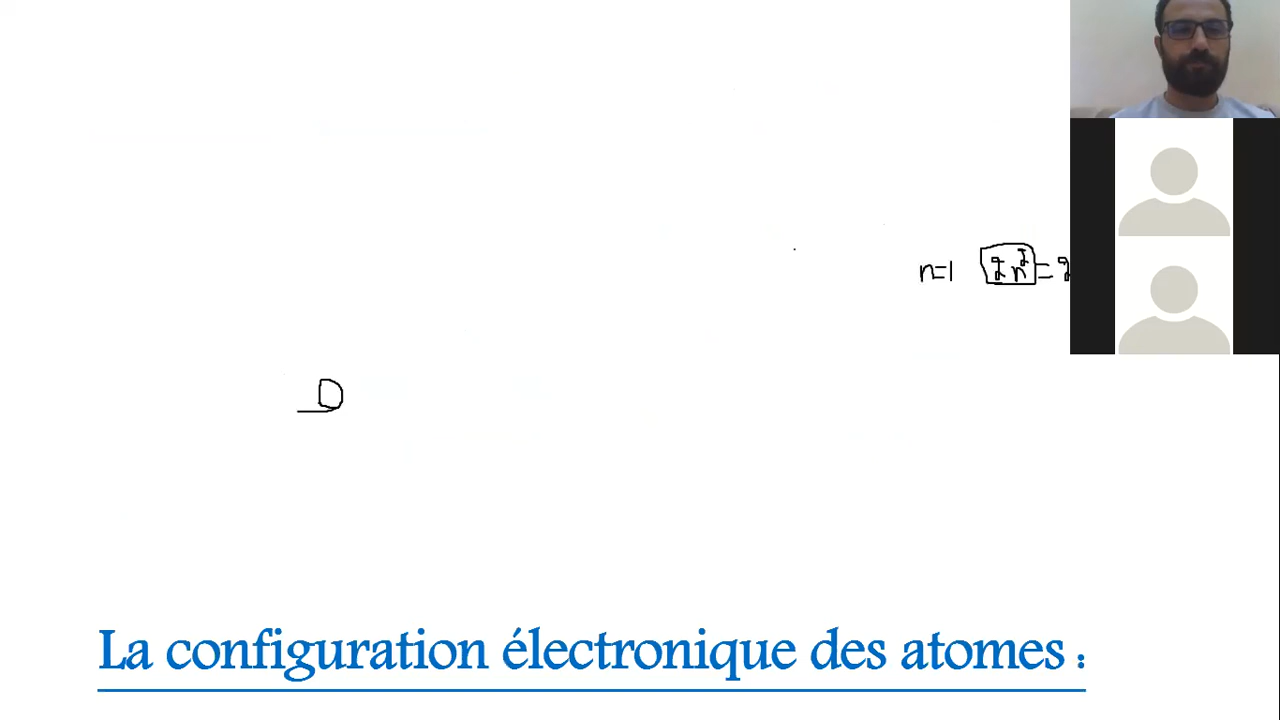 n=1 2n²=2
La configuration électronique des atomes :